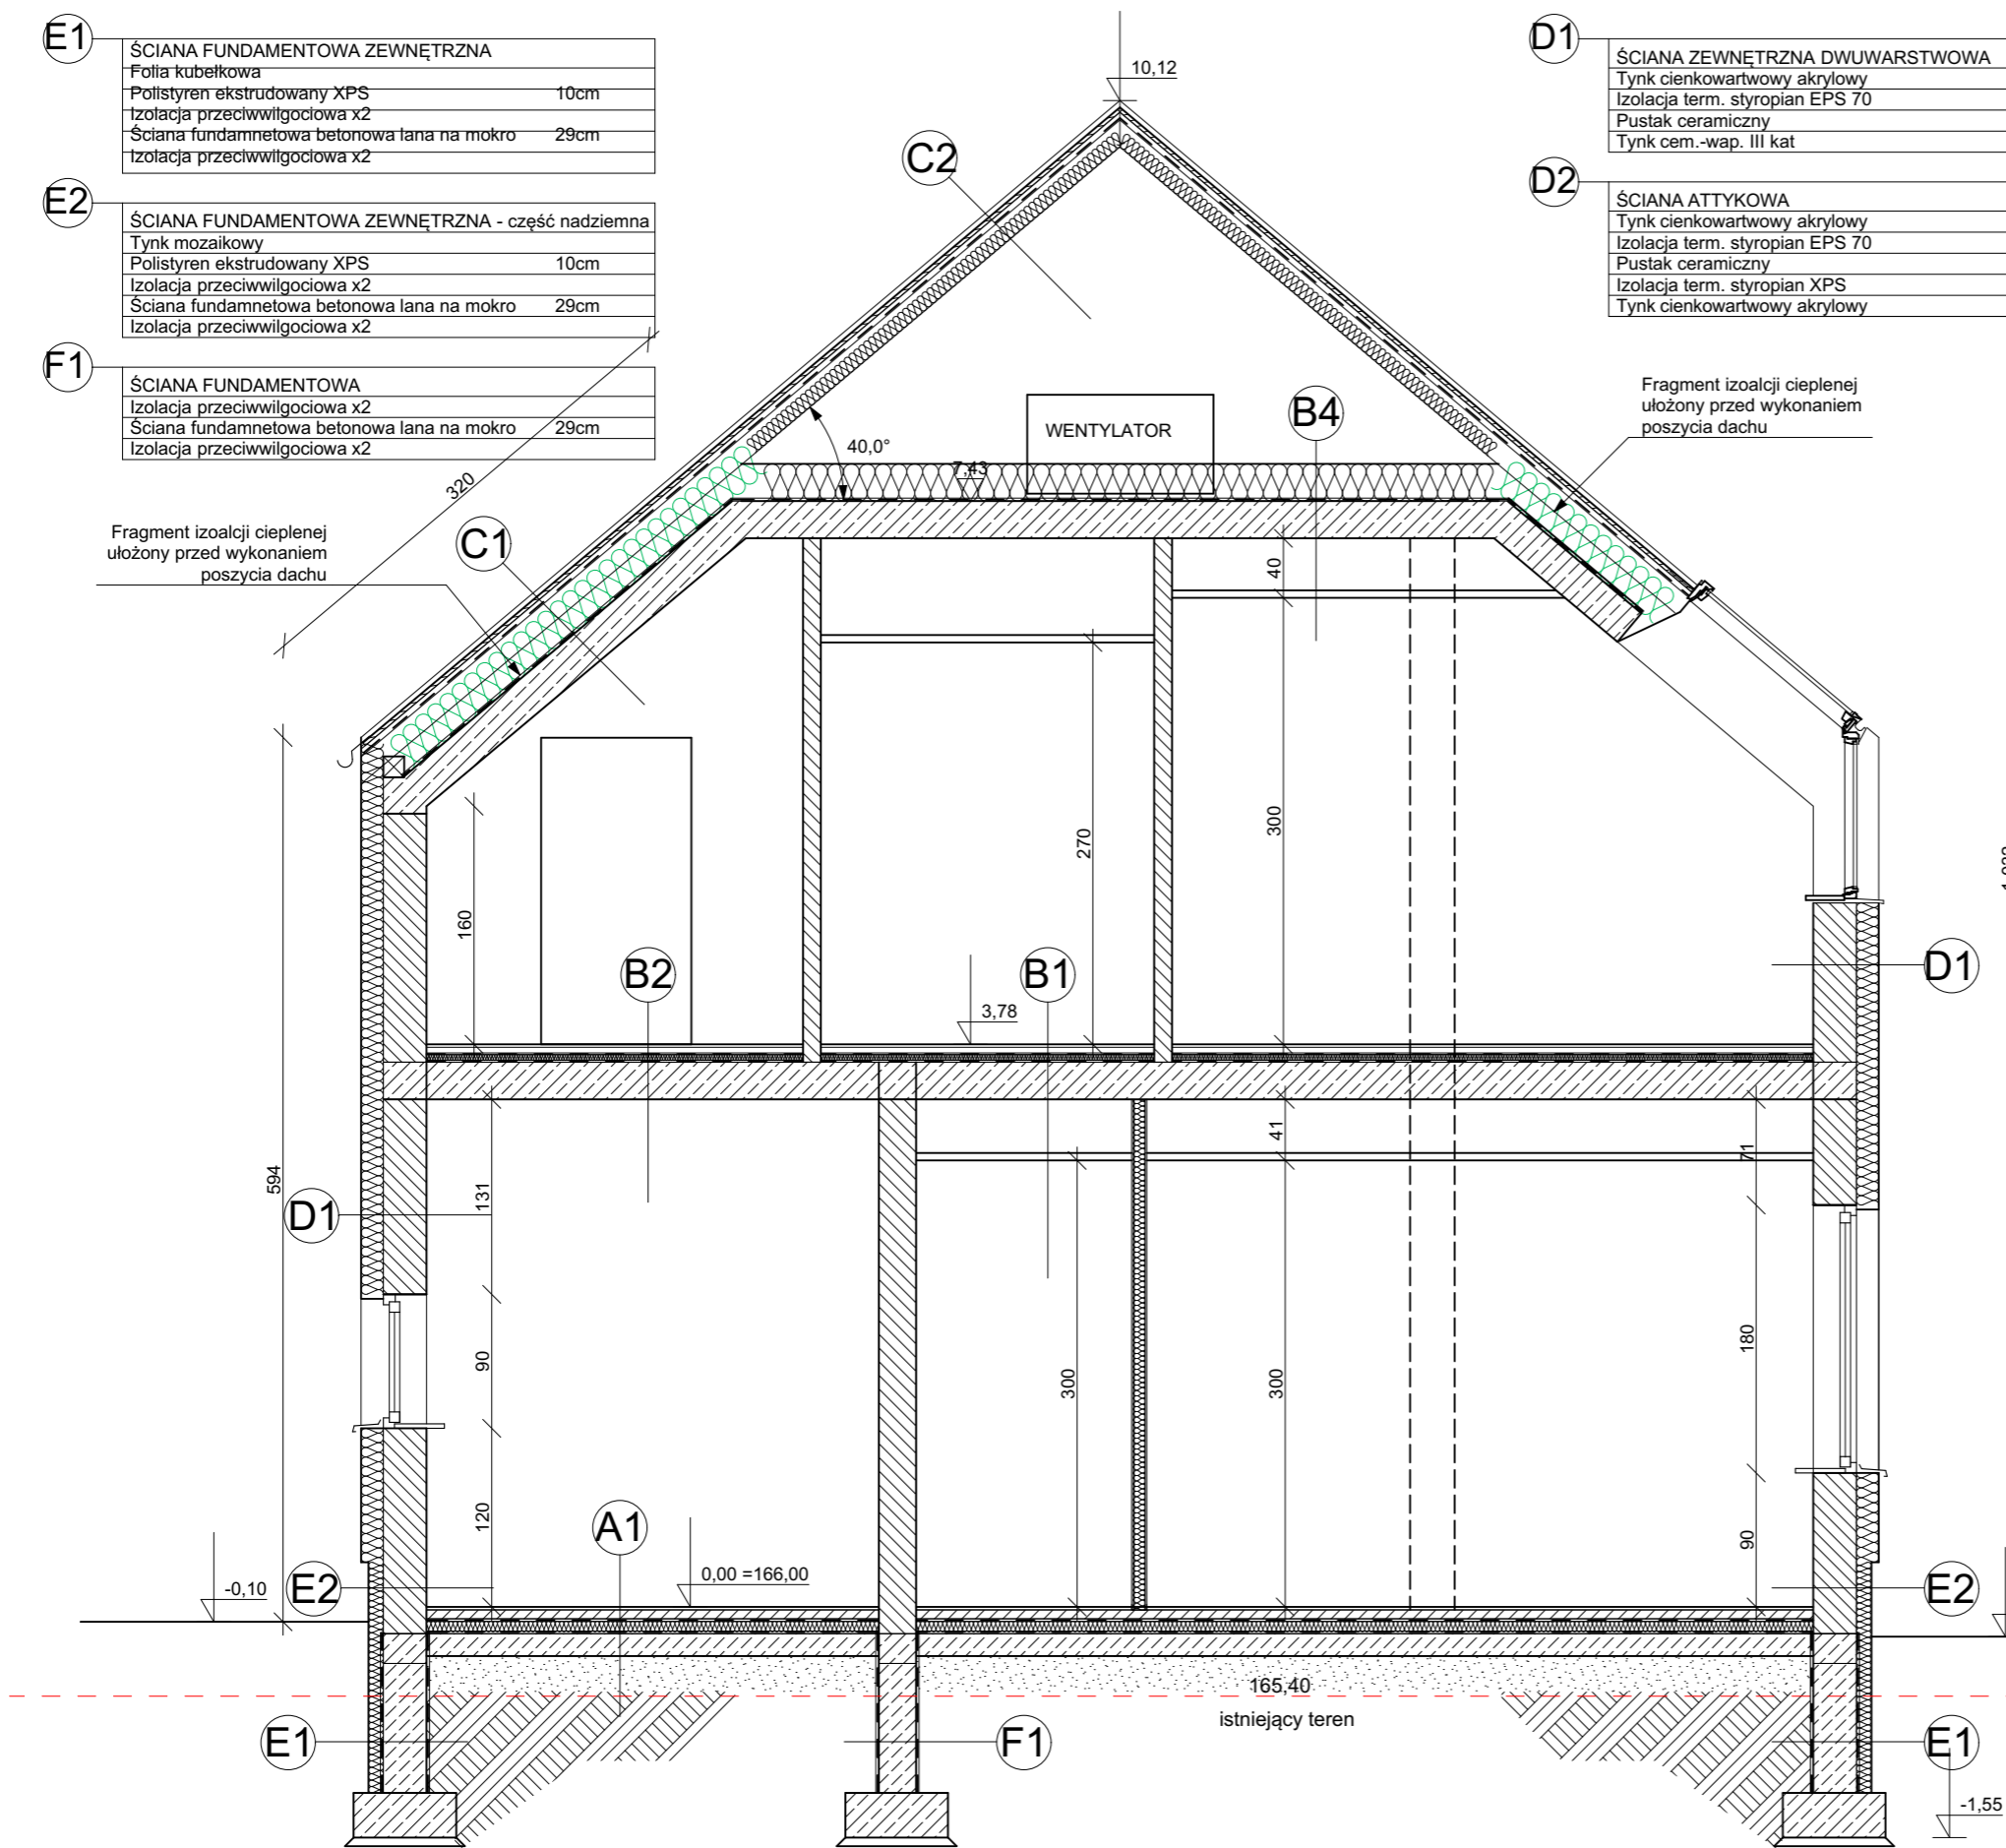 E1
ŚCIANA FUNDAMENTOWA ZEWNĘTRZNA
Folia kubełkowa
Polistyren ekstrudowany XPS 10cm
Izolacja przeciwwilgociowa x2
Ściana fundamnetowa betonowa lana na mokro 29cm
Izolacja przeciwwilgociowa x2
E2
ŚCIANA FUNDAMENTOWA ZEWNĘTRZNA - część nadziemna
Tynk mozaikowy
Polistyren ekstrudowany XPS 10cm
Izolacja przeciwwilgociowa x2
Ściana fundamnetowa betonowa lana na mokro 29cm
Izolacja przeciwwilgociowa x2
F1
ŚCIANA FUNDAMENTOWA
Izolacja przeciwwilgociowa x2
Ściana fundamnetowa betonowa lana na mokro 29cm
Izolacja przeciwwilgociowa x2
D1
ŚCIANA ZEWNĘTRZNA DWUWARSTWOWA
Tynk cienkowartwowy akrylowy
Izolacja term. styropian EPS 70
Pustak ceramiczny
Tynk cem.-wap. III kat
D2
ŚCIANA ATTYKOWA
Tynk cienkowartwowy akrylowy
Izolacja term. styropian EPS 70
Pustak ceramiczny
Izolacja term. styropian XPS
Tynk cienkowartwowy akrylowy
10,12
C2
Fragment izoalcji cieplenej
ułożony przed wykonaniem
poszycia dachu
B4
WENTYLATOR
40,0°
7,43
320
Fragment izoalcji cieplenej
ułożony przed wykonaniem
poszycia dachu
C1
40
270
300
160
B2
B1
D1
3,78
594
D1
131
41
71
90
300
300
180
120
90
A1
-0,10
E2
0,00 =166,00
E2
165,40
istniejący teren
E1
F1
E1
-1,55